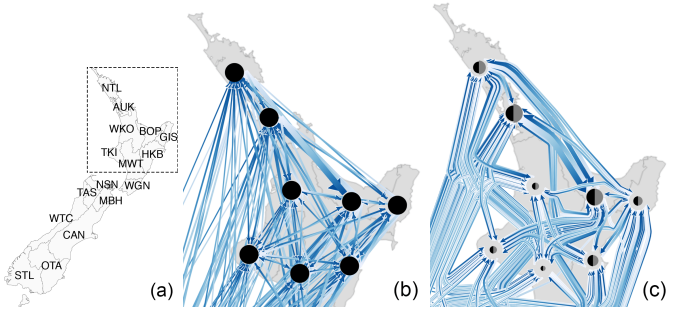 NTL
AUK
WKO
BOP
GIS
TKI
HKB
MWT
NSN
WGN
TAS
MBH
WTC
CAN
OTA
STL
(a)
(b)
(c)